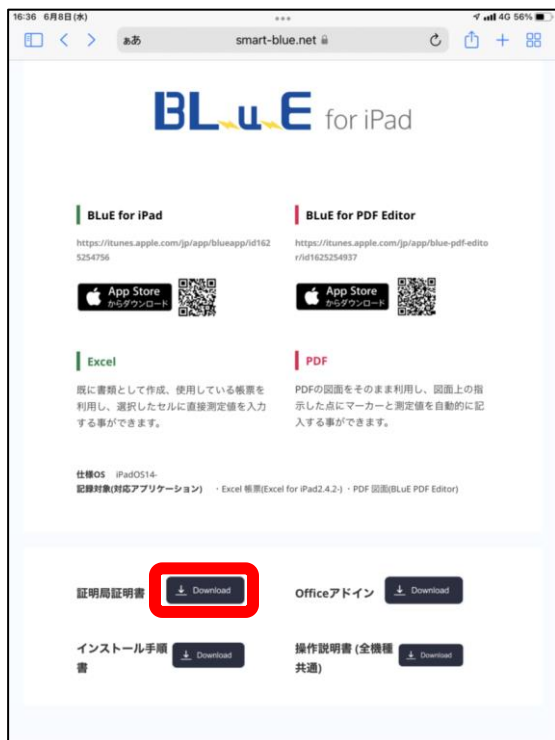 16:36 6月8日(水)
4G 56%
ああ
smart-blue.net
BLuE for iPad
BLuE for iPad
https://itunes.apple.com/jp/app/blueapp/id162
5254756
App Store
からダウンロード
BLuE for PDF Editor
https://itunes.apple.com/jp/app/blue-pdf-edito
r/id1625254937
App Store
からダウンロード
Excel
既に書類として作成、使用している帳票を
利用し、選択したセルに直接測定値を入力
する事ができます。
PDF
PDFの図面をそのまま利用し、図面上の指
示した点にマーカーと測定値を自動的に記
入する事ができます。
仕様OS iPadOS14-
記録対象(対応アプリケーション) ・Excel 帳票(Excel for iPad2.4.2-) ・PDF 図面(BLuE PDF Editor)
証明局証明書 Download
Officeアドイン Download
インストール手順
書
Download
操作説明書 (全機種
共通)
Download